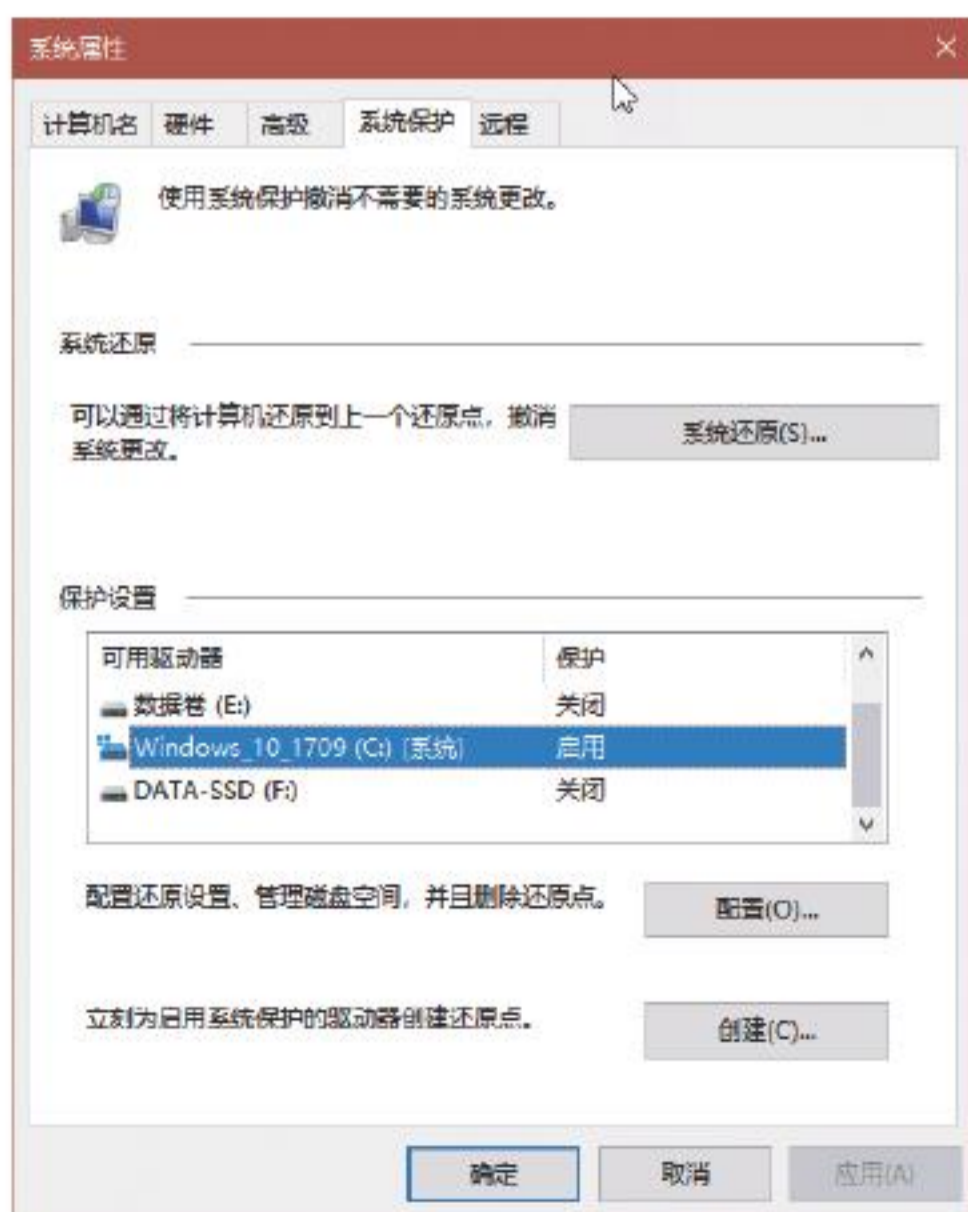 系统属性
计算机名 硬件 高级 系统保护 远程
使用系统保护撤消不需要的系统更改。
系统还原
可以通过将计算机还原到上一个还原点，撤消
系统更改。
系统还原(S)...
保护设置
可用驱动器 保护
数据卷 (E:) 关闭
Windows_10_1709 (C:) (系统) 启用
DATA-SSD (F:) 关闭
配置还原设置、管理磁盘空间，并且删除还原点。
配置(O)...
立刻为启用系统保护的驱动器创建还原点。
创建(C)...
确定 取消 应用(A)